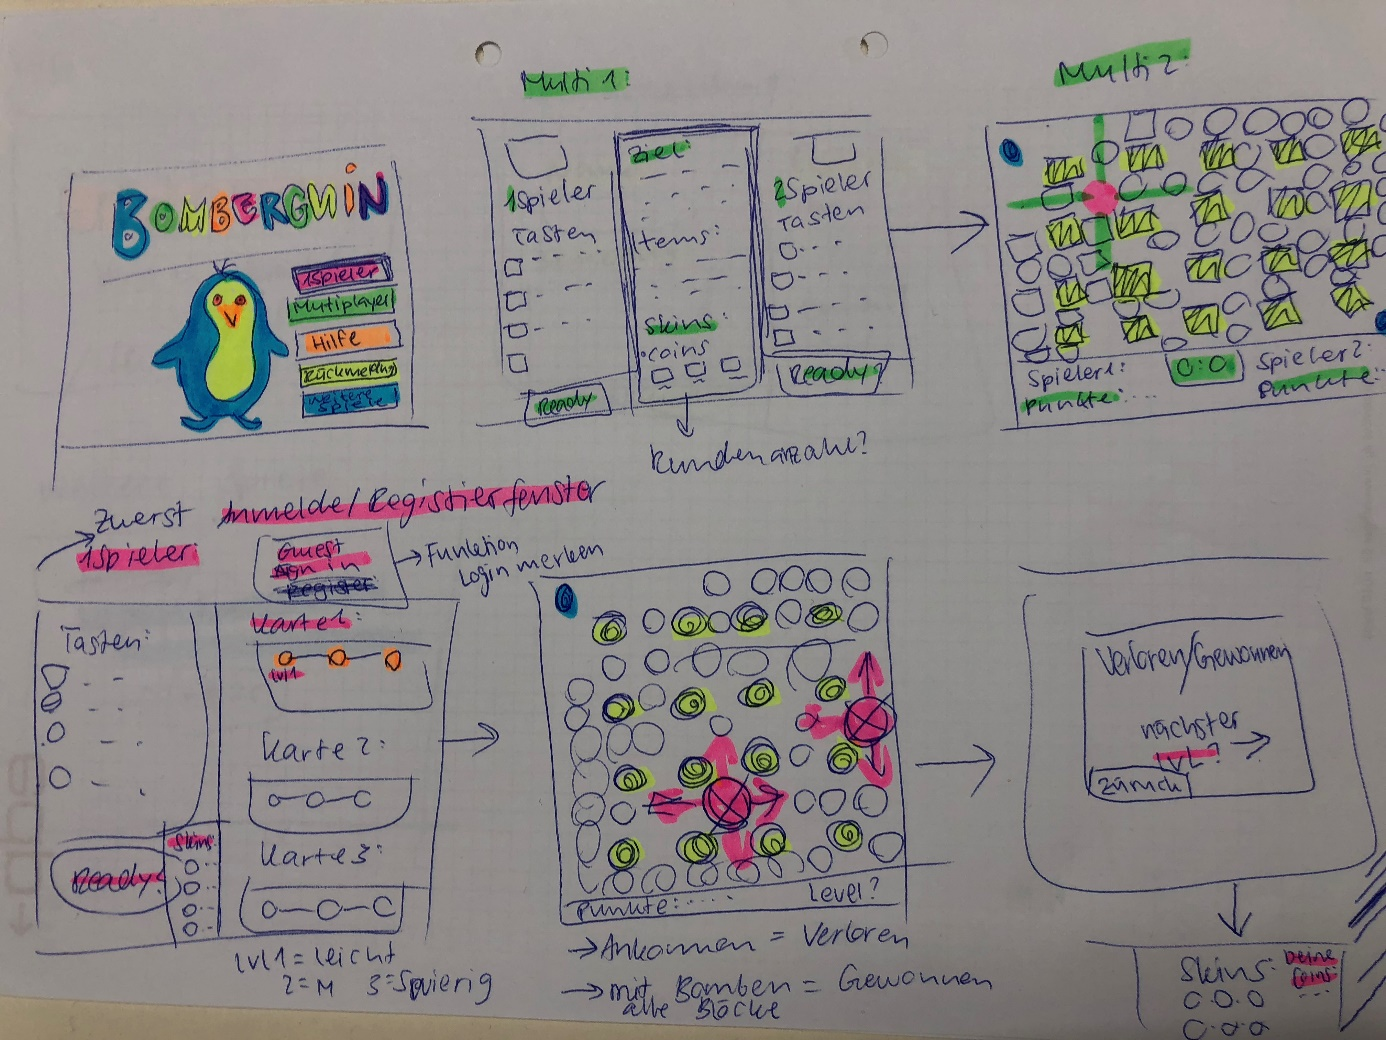 Multi 1:
Multi 2:
BOMBERGUIN
1Spieler
Multiplayer
Hilfe
Rückmeldung
weitere
Spiele
1Spieler
Tasten
Ready
Ziel:
Items:
Skins:
coins
2Spieler
Tasten
Ready
Rundenanzahl?
Spieler1:
Punkte:....
0:0
Spieler2:
Punkte:
Zuerst Anmelde/Registierfenster
1Spieler:
Guest
Sign in
Register
Funktion
Login merken
Tasten:
Ready
Skins:
Karte1:
lvl1
Karte2:
Karte3:
lvl1 = leicht
2=M 3=Spierig
Punkte:.....
Level?
→Ankommen = Verloren
→mit Bomben = Gewonnen
alle Blöcke
Verloren/Gewonnen
nächster
lvl?
Zurück
Skins:
Deine
Coins: